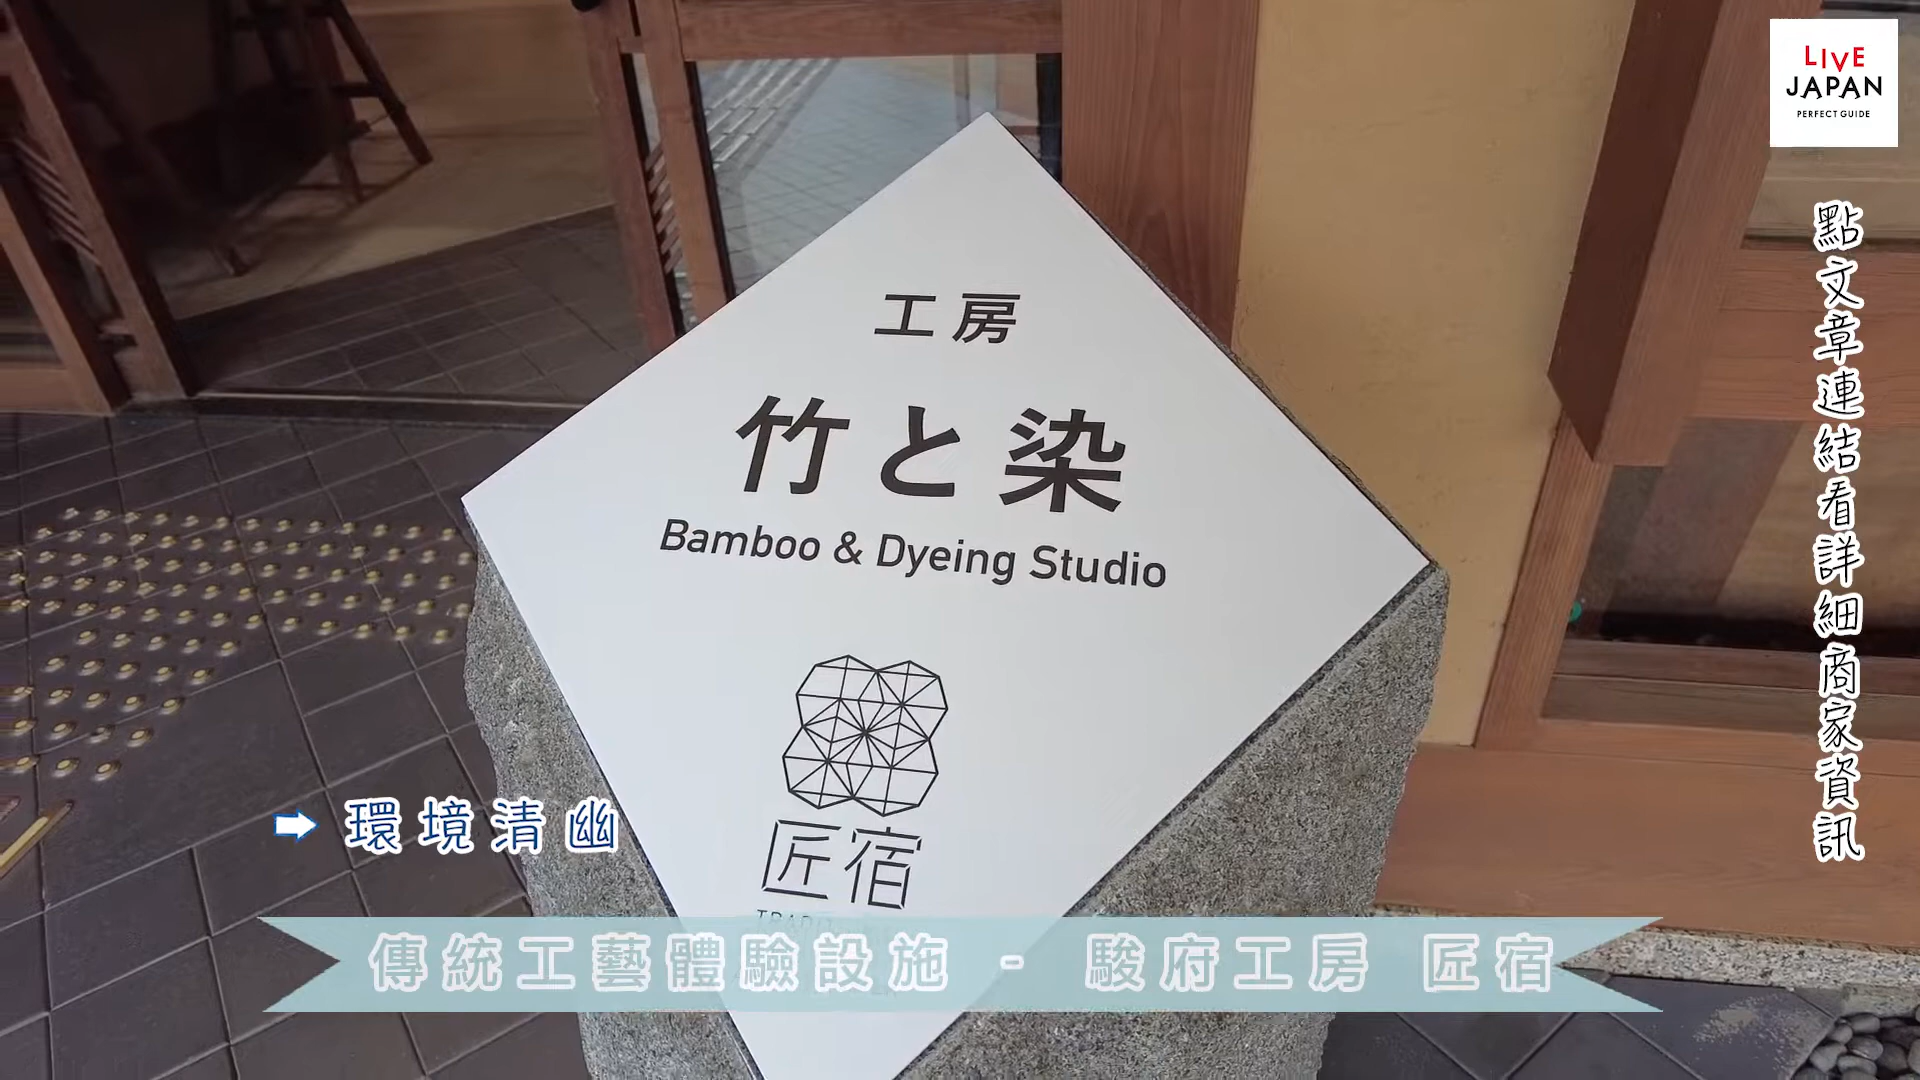 LIVE
JAPAN
PERFECT GUIDE
點文章連結看詳細商家資訊
工房
竹と染
Bamboo & Dyeing Studio
匠宿
環境清幽
傳統工藝體驗設施 - 駿府工房 匠宿